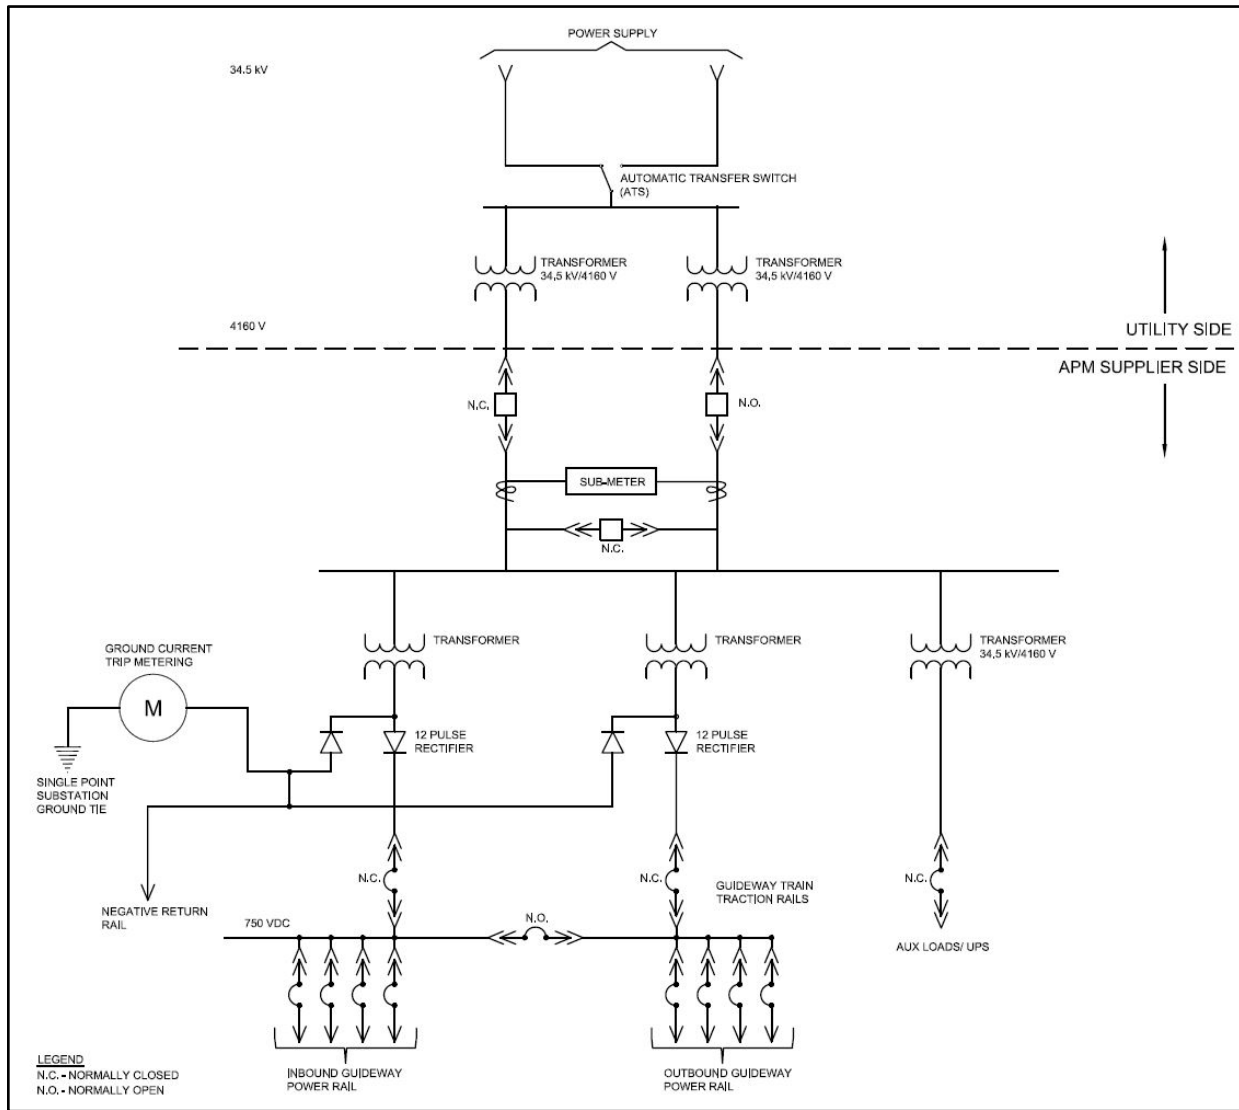 POWER SUPPLY
34.5 kV
AUTOMATIC TRANSFER SWITCH
(ATS)
TRANSFORMER
34,5 kV/4160 V
TRANSFORMER
34,5 kV/4160 V
4160 V
UTILITY SIDE
APM SUPPLIER SIDE
N.C.
N.O.
SUB-METER
N.C.
TRANSFORMER
TRANSFORMER
TRANSFORMER
34,5 kV/4160 V
GROUND CURRENT
TRIP METERING
M
12 PULSE
RECTIFIER
12 PULSE
RECTIFIER
SINGLE POINT
SUBSTATION
GROUND TIE
N.C.
N.C.
N.C.
GUIDEWAY TRAIN
TRACTION RAILS
NEGATIVE RETURN
RAIL
750 VDC
N.O.
AUX LOADS/ UPS
INBOUND GUIDEWAY
POWER RAIL
OUTBOUND GUIDEWAY
POWER RAIL
LEGEND
N.C. - NORMALLY CLOSED
N.O. - NORMALLY OPEN